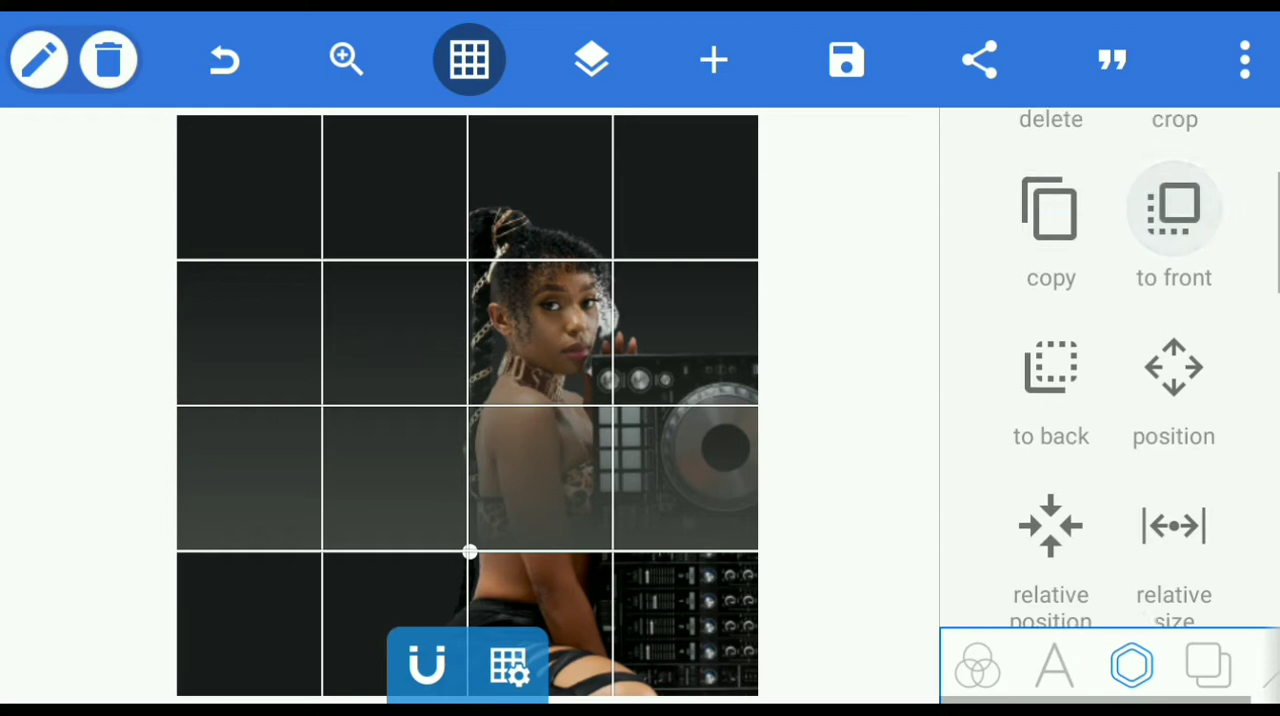 delete crop
copy to front
to back position
relative position relative size